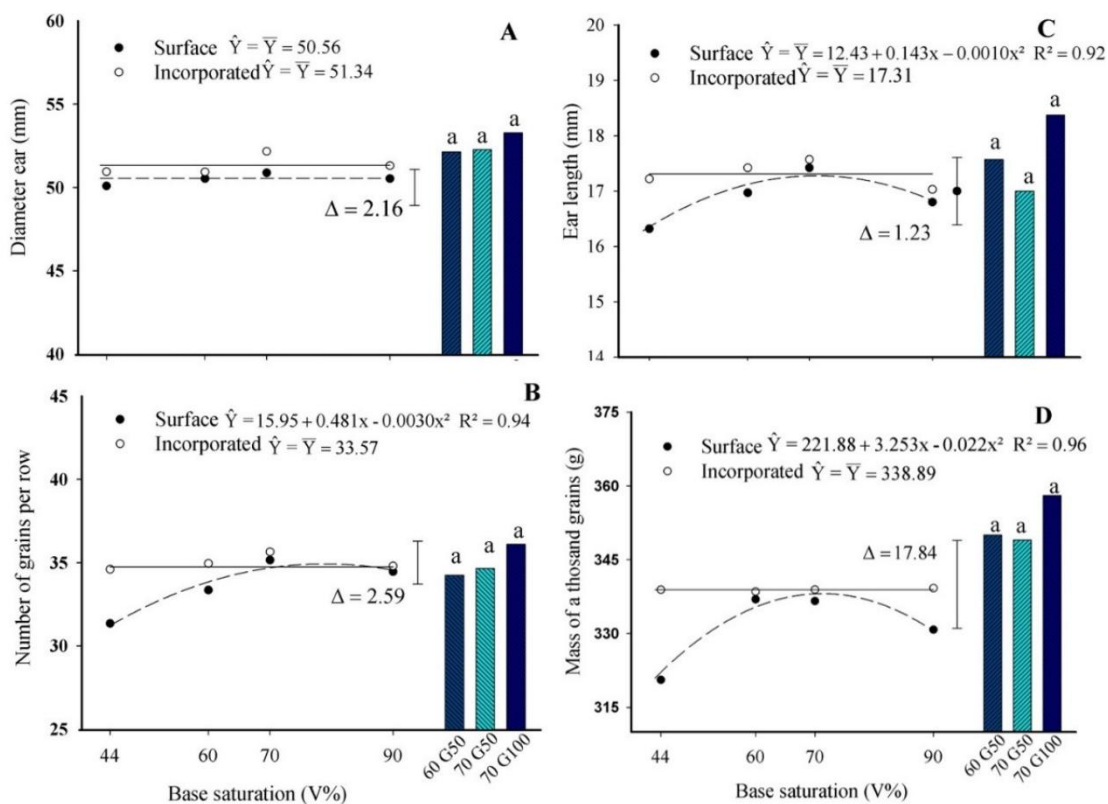 A
60
● Surface Ŷ = Y̅ = 50.56
○ Incorporated Ŷ = Y̅ = 51.34
55
50
45
40
Diameter ear (mm)
Δ = 2.16
a a a
C
20
● Surface Ŷ = Y̅ = 12.43 + 0.143x – 0.0010x² R² = 0.92
○ Incorporated Ŷ = Y̅ = 17.31
19
18
17
16
15
14
Ear length (mm)
Δ = 1.23
a a a
B
45
● Surface Ŷ = 15.95 + 0.481x - 0.0030x² R² = 0.94
○ Incorporated Ŷ = Y̅ = 33.57
40
35
30
25
Number of grains per row
Δ = 2.59
a a a
44 60 70 90 60 G50 70 G50 70 G100
Base saturation (V%)
D
375
● Surface Ŷ = 221.88 + 3.253x - 0.022x² R² = 0.96
○ Incorporated Ŷ = Y̅ = 338.89
360
345
330
315
Mass of a thosand grains (g)
Δ = 17.84
a a a
44 60 70 90 60 G50 70 G50 70 G100
Base saturation (V%)